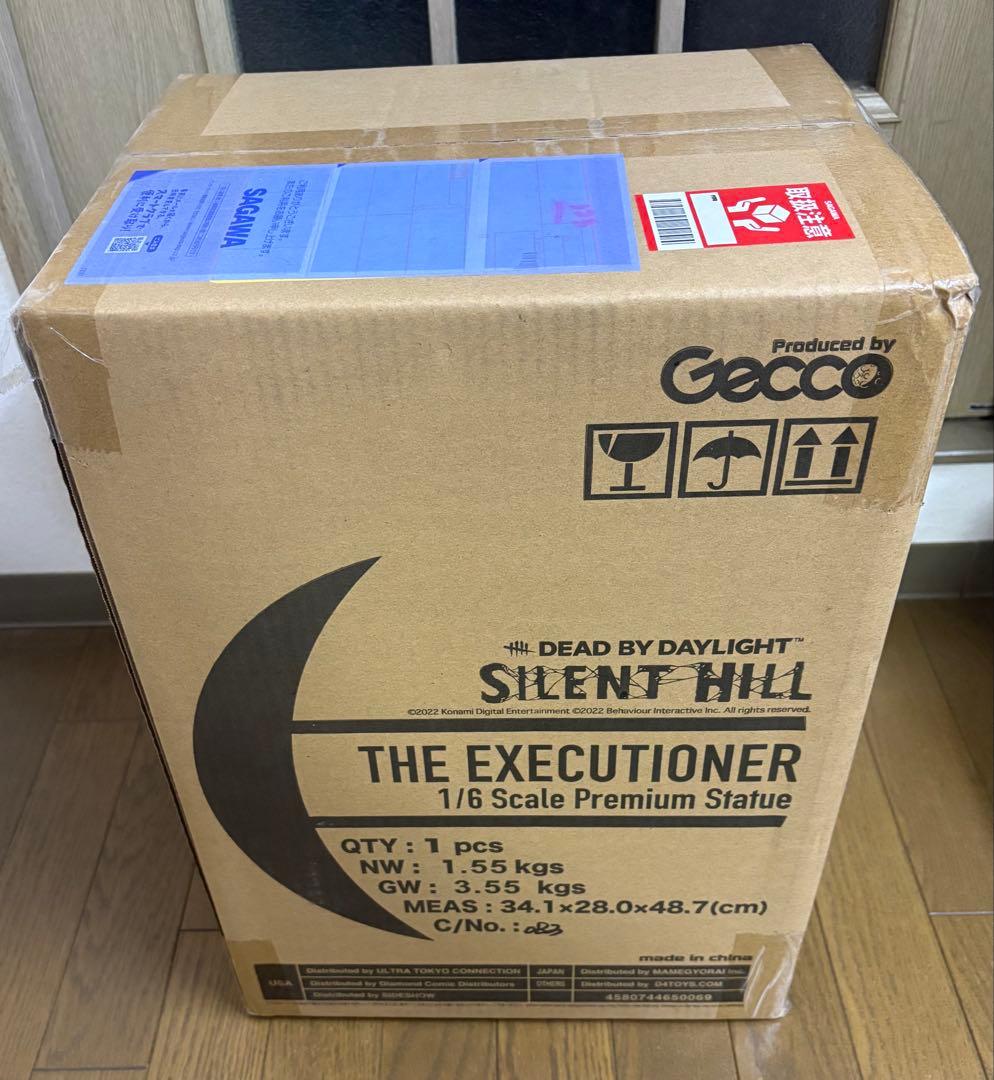 SAGAWA
取扱注意
SAGAWA
Produced by
Gecco
DEAD BY DAYLIGHT™
SILENT HILL
©2022 Konami Digital Entertainment ©2022 Behaviour Interactive Inc. All rights reserved.
THE EXECUTIONER
1/6 Scale Premium Statue
QTY : 1 pcs
NW : 1.55 kgs
GW : 3.55 kgs
MEAS : 34.1×28.0×48.7(cm)
C/No. : 083
made in china
USA
Distributed by ULTRA TOKYO CONNECTION
Distributed by Diamond Comic Distributors
Distributed by SIDESHOW
JAPAN
Distributed by MAMEGYORAI Inc.
OTHERS
Distributed by D4TOYS.COM
4580744650069